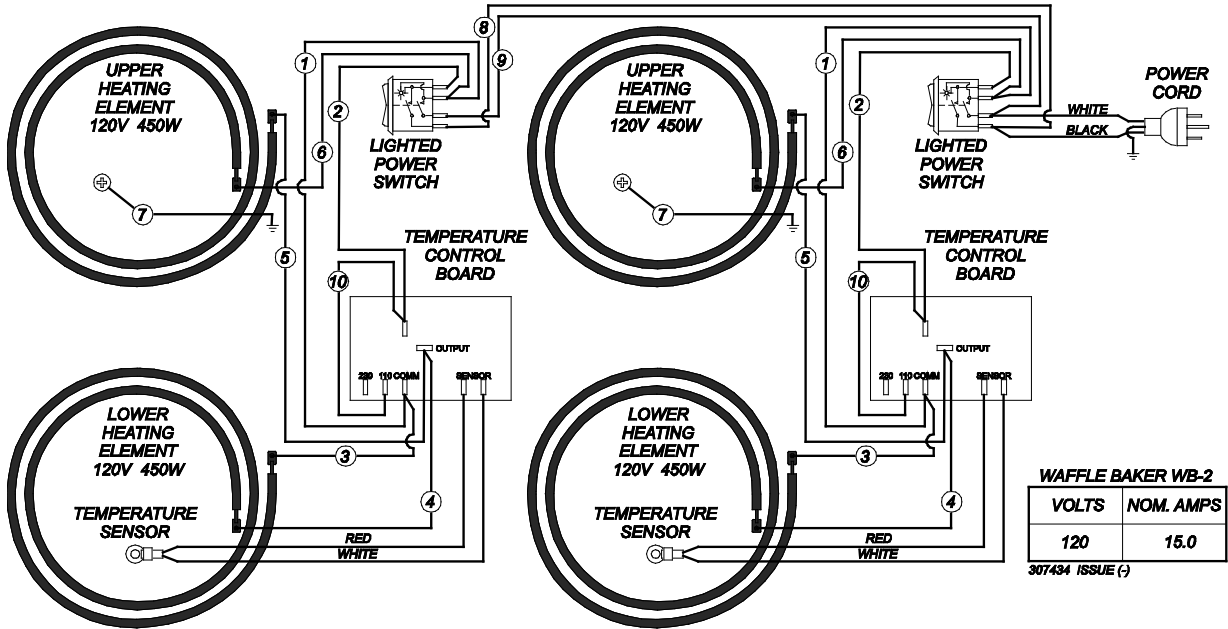 UPPER
HEATING
ELEMENT
120V 450W
7
1
2
6
5
10
8
9
LIGHTED
POWER
SWITCH
TEMPERATURE
CONTROL
BOARD
OUTPUT
220 110 COMM SENSOR
LOWER
HEATING
ELEMENT
120V 450W
TEMPERATURE
SENSOR
3
4
RED
WHITE
UPPER
HEATING
ELEMENT
120V 450W
7
1
2
6
5
10
LIGHTED
POWER
SWITCH
POWER
CORD
WHITE
BLACK
TEMPERATURE
CONTROL
BOARD
OUTPUT
220 110 COMM SENSOR
LOWER
HEATING
ELEMENT
120V 450W
TEMPERATURE
SENSOR
3
4
RED
WHITE
WAFFLE BAKER WB-2
VOLTS NOM. AMPS
120 15.0
307434 ISSUE (-)